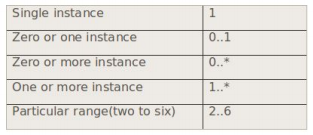 Single instance 1
Zero or one instance 0..1
Zero or more instance 0..*
One or more instance 1..*
Particular range(two to six) 2..6